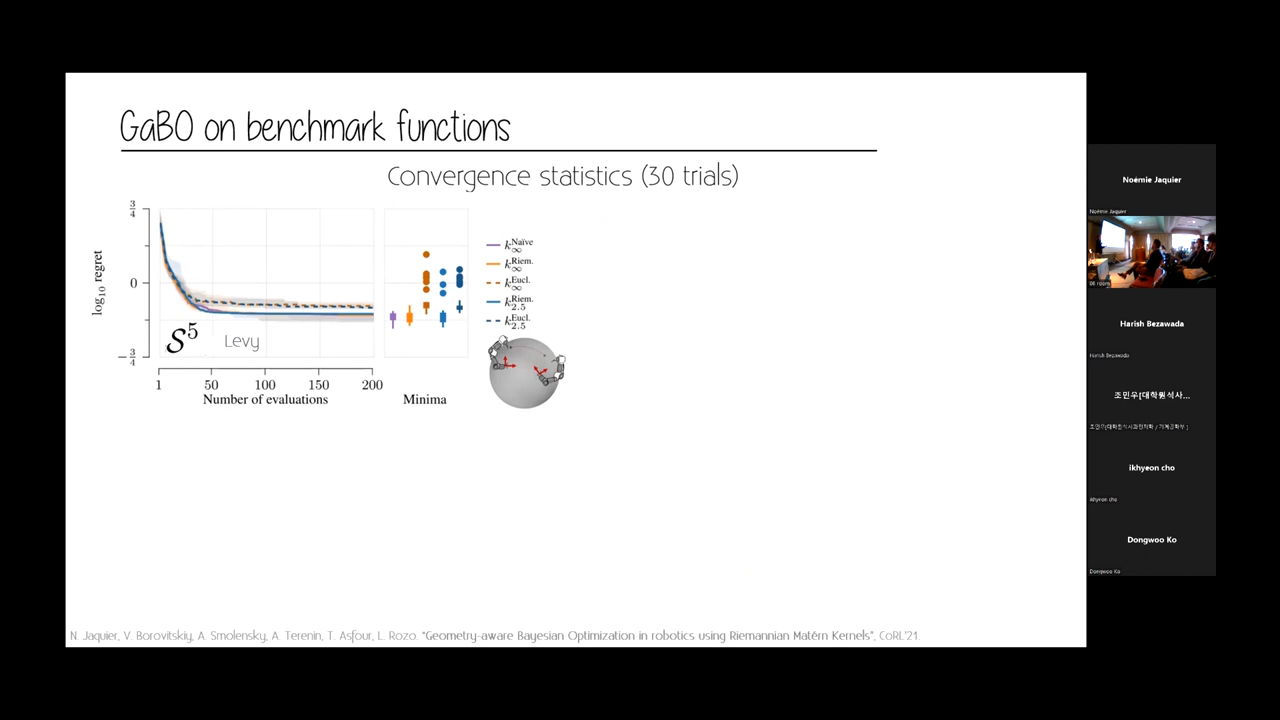 GaBO on benchmark functions
Convergence statistics (30 trials)
log10 regret
3/4
0
−3/4
S^5
Levy
1 50 100 150 200
Number of evaluations
Minima
k∞ Naïve
k∞ Riem.
k∞ Eucl.
k2.5 Riem.
k2.5 Eucl.
N. Jaquier, V. Borovitskiy, A. Smolensky, A. Terenin, T. Asfour, L. Rozo. "Geometry-aware Bayesian Optimization in robotics using Riemannian Matérn Kernels", CoRL'21.
Noémie Jaquier
Noémie Jaquier
Harish Bezawada
Harish Bezawada
조민우[대학원석사...
ikhyeon cho
ikhyeon cho
Dongwoo Ko
Dongwoo Ko